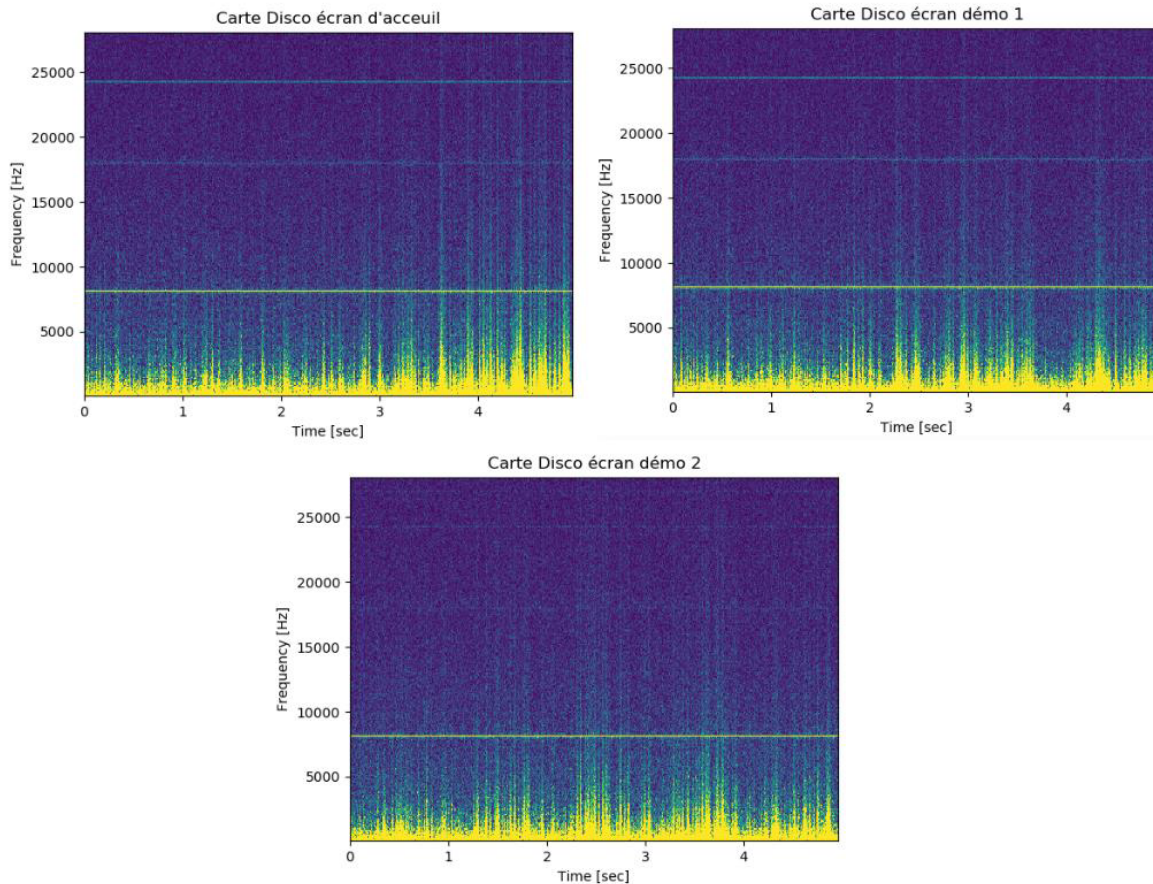 Carte Disco écran d'acceuil
25000
20000
15000
10000
5000
Frequency [Hz]
0 1 2 3 4
Time [sec]
Carte Disco écran démo 1
25000
20000
15000
10000
5000
Frequency [Hz]
0 1 2 3 4
Time [sec]
Carte Disco écran démo 2
25000
20000
15000
10000
5000
Frequency [Hz]
0 1 2 3 4
Time [sec]